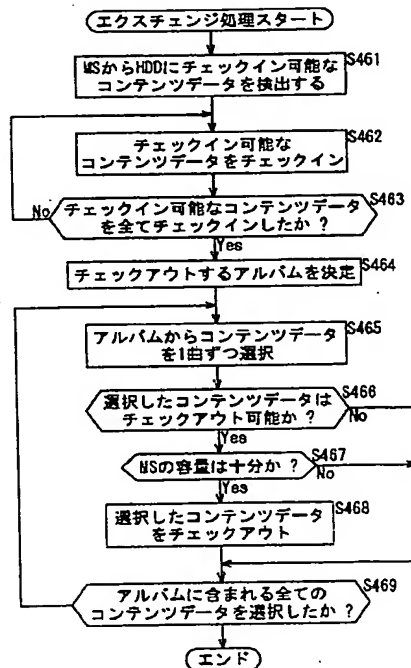 エクスチェンジ処理スタート
S461
MSからHDDにチェックイン可能な
コンテンツデータを検出する
S462
チェックイン可能な
コンテンツデータをチェックイン
S463
チェックイン可能なコンテンツデータ
を全てチェックインしたか？
No
Yes
S464
チェックアウトするアルバムを決定
S465
アルバムからコンテンツデータ
を1曲ずつ選択
S466
選択したコンテンツデータは
チェックアウト可能か？
No
Yes
S467
MSの容量は十分か？
No
Yes
S468
選択したコンテンツデータ
をチェックアウト
S469
アルバムに含まれる全ての
コンテンツデータを選択したか？
エンド